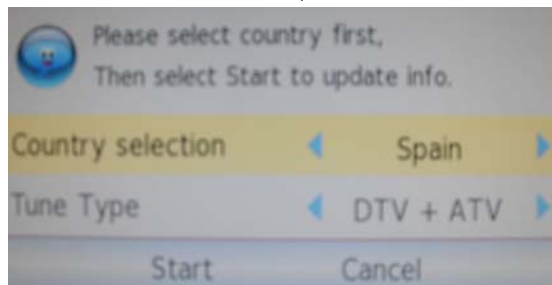 Please select country first,
Then select Start to update info.
Country selection Spain
Tune Type DTV + ATV
Start Cancel